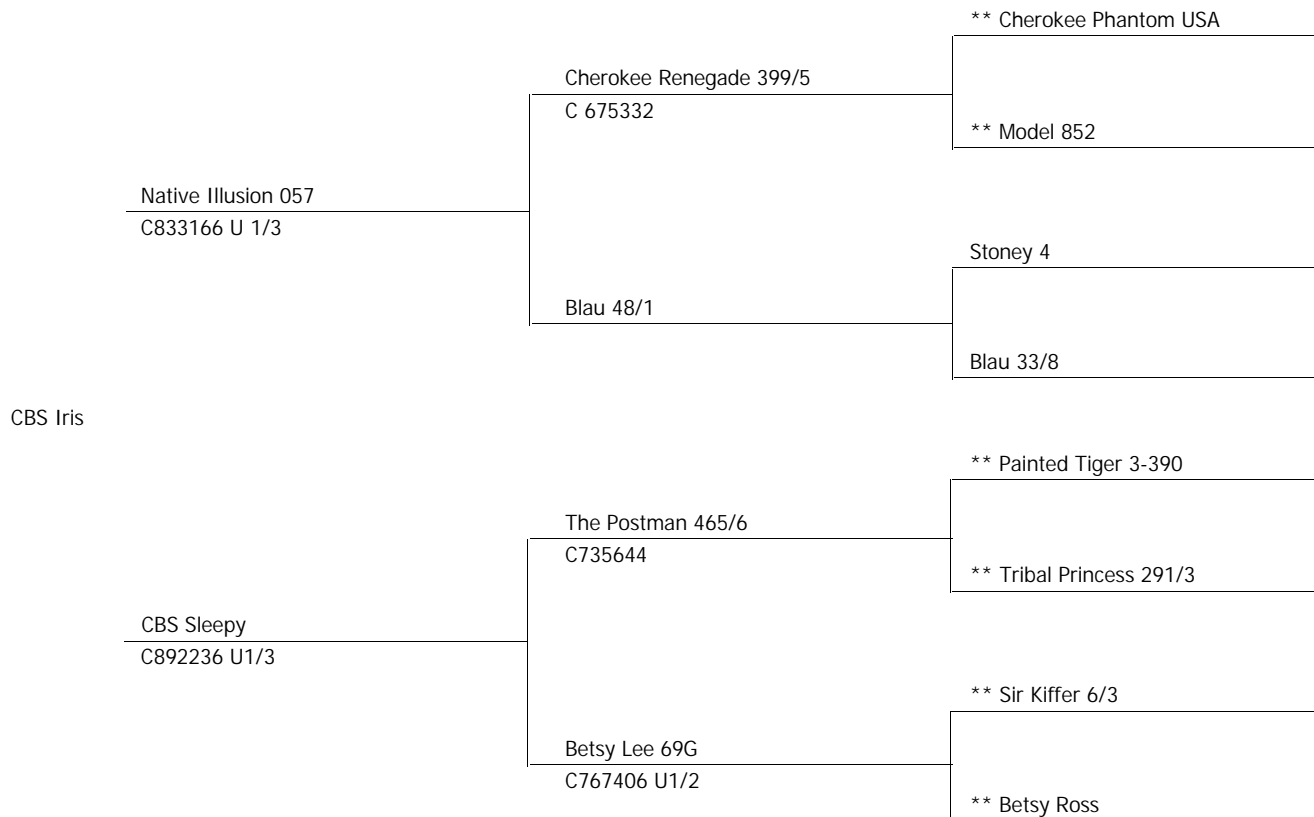 ** Cherokee Phantom USA
Cherokee Renegade 399/5
C 675332
** Model 852
Native Illusion 057
C833166 U 1/3
Stoney 4
Blau 48/1
Blau 33/8
CBS Iris
** Painted Tiger 3-390
The Postman 465/6
C735644
** Tribal Princess 291/3
CBS Sleepy
C892236 U1/3
** Sir Kiffer 6/3
Betsy Lee 69G
C767406 U1/2
** Betsy Ross